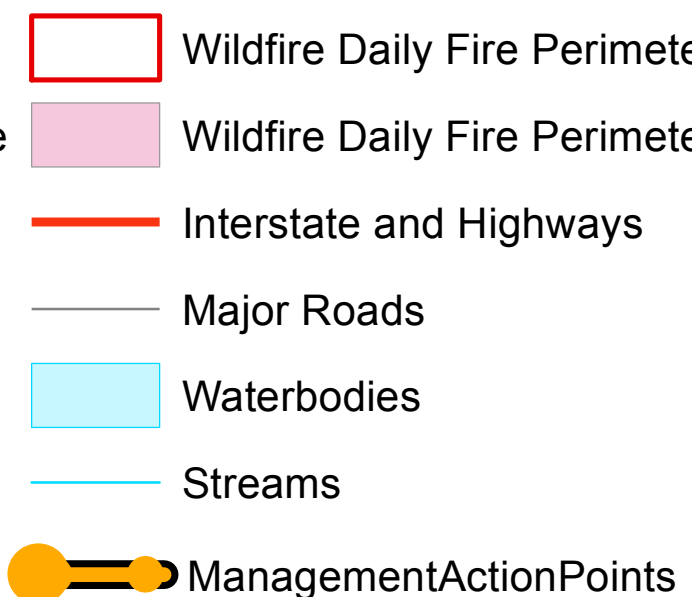 Wildfire Daily Fire Perimete
e
Wildfire Daily Fire Perimete
Interstate and Highways
Major Roads
Waterbodies
Streams
ManagementActionPoints